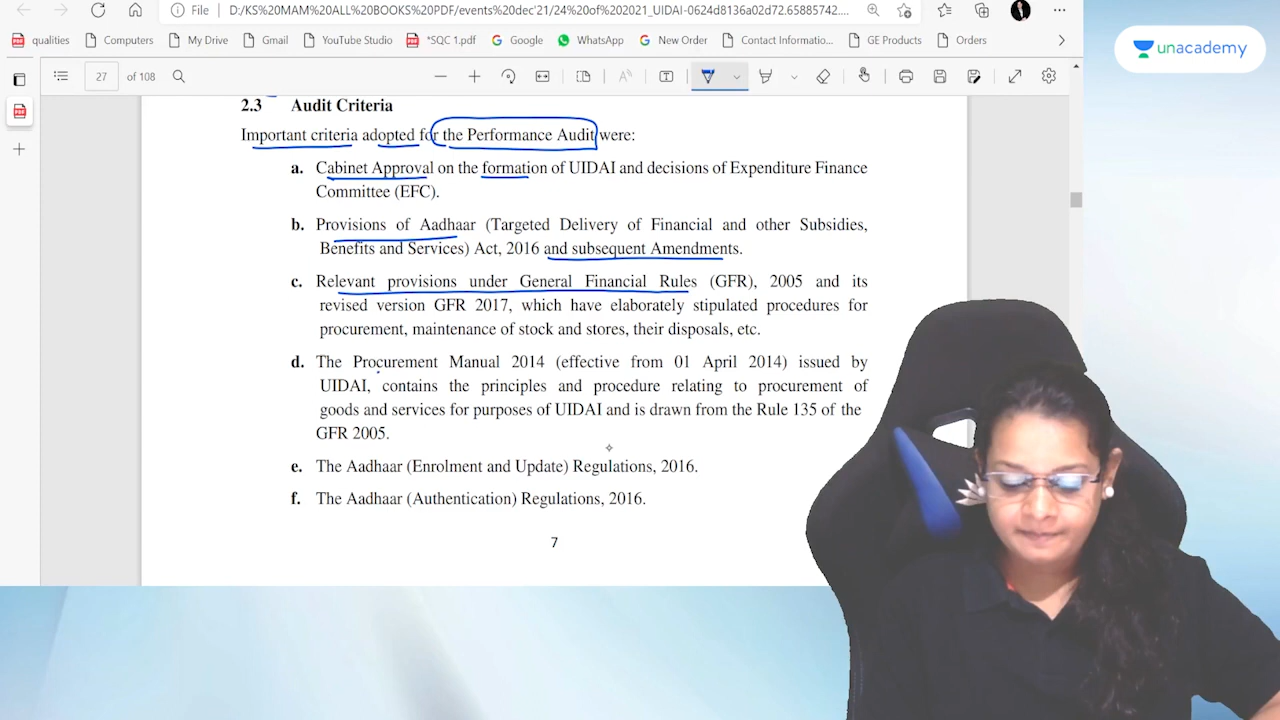 File
D:/KS%20MAM%20ALL%20BOOKS%20PDF/events%20dec'21/24%20of%202021_UIDAI-0624d8136a02d72.65885742....
qualities
Computers
My Drive
Gmail
YouTube Studio
*SQC 1.pdf
Google
WhatsApp
New Order
Contact Informatio...
GE Products
Orders
unacademy
27 of 108
2.3 Audit Criteria
Important criteria adopted for the Performance Audit were:
a. Cabinet Approval on the formation of UIDAI and decisions of Expenditure Finance
Committee (EFC).
b. Provisions of Aadhaar (Targeted Delivery of Financial and other Subsidies,
Benefits and Services) Act, 2016 and subsequent Amendments.
c. Relevant provisions under General Financial Rules (GFR), 2005 and its
revised version GFR 2017, which have elaborately stipulated procedures for
procurement, maintenance of stock and stores, their disposals, etc.
d. The Procurement Manual 2014 (effective from 01 April 2014) issued by
UIDAI, contains the principles and procedure relating to procurement of
goods and services for purposes of UIDAI and is drawn from the Rule 135 of the
GFR 2005.
e. The Aadhaar (Enrolment and Update) Regulations, 2016.
f. The Aadhaar (Authentication) Regulations, 2016.
7